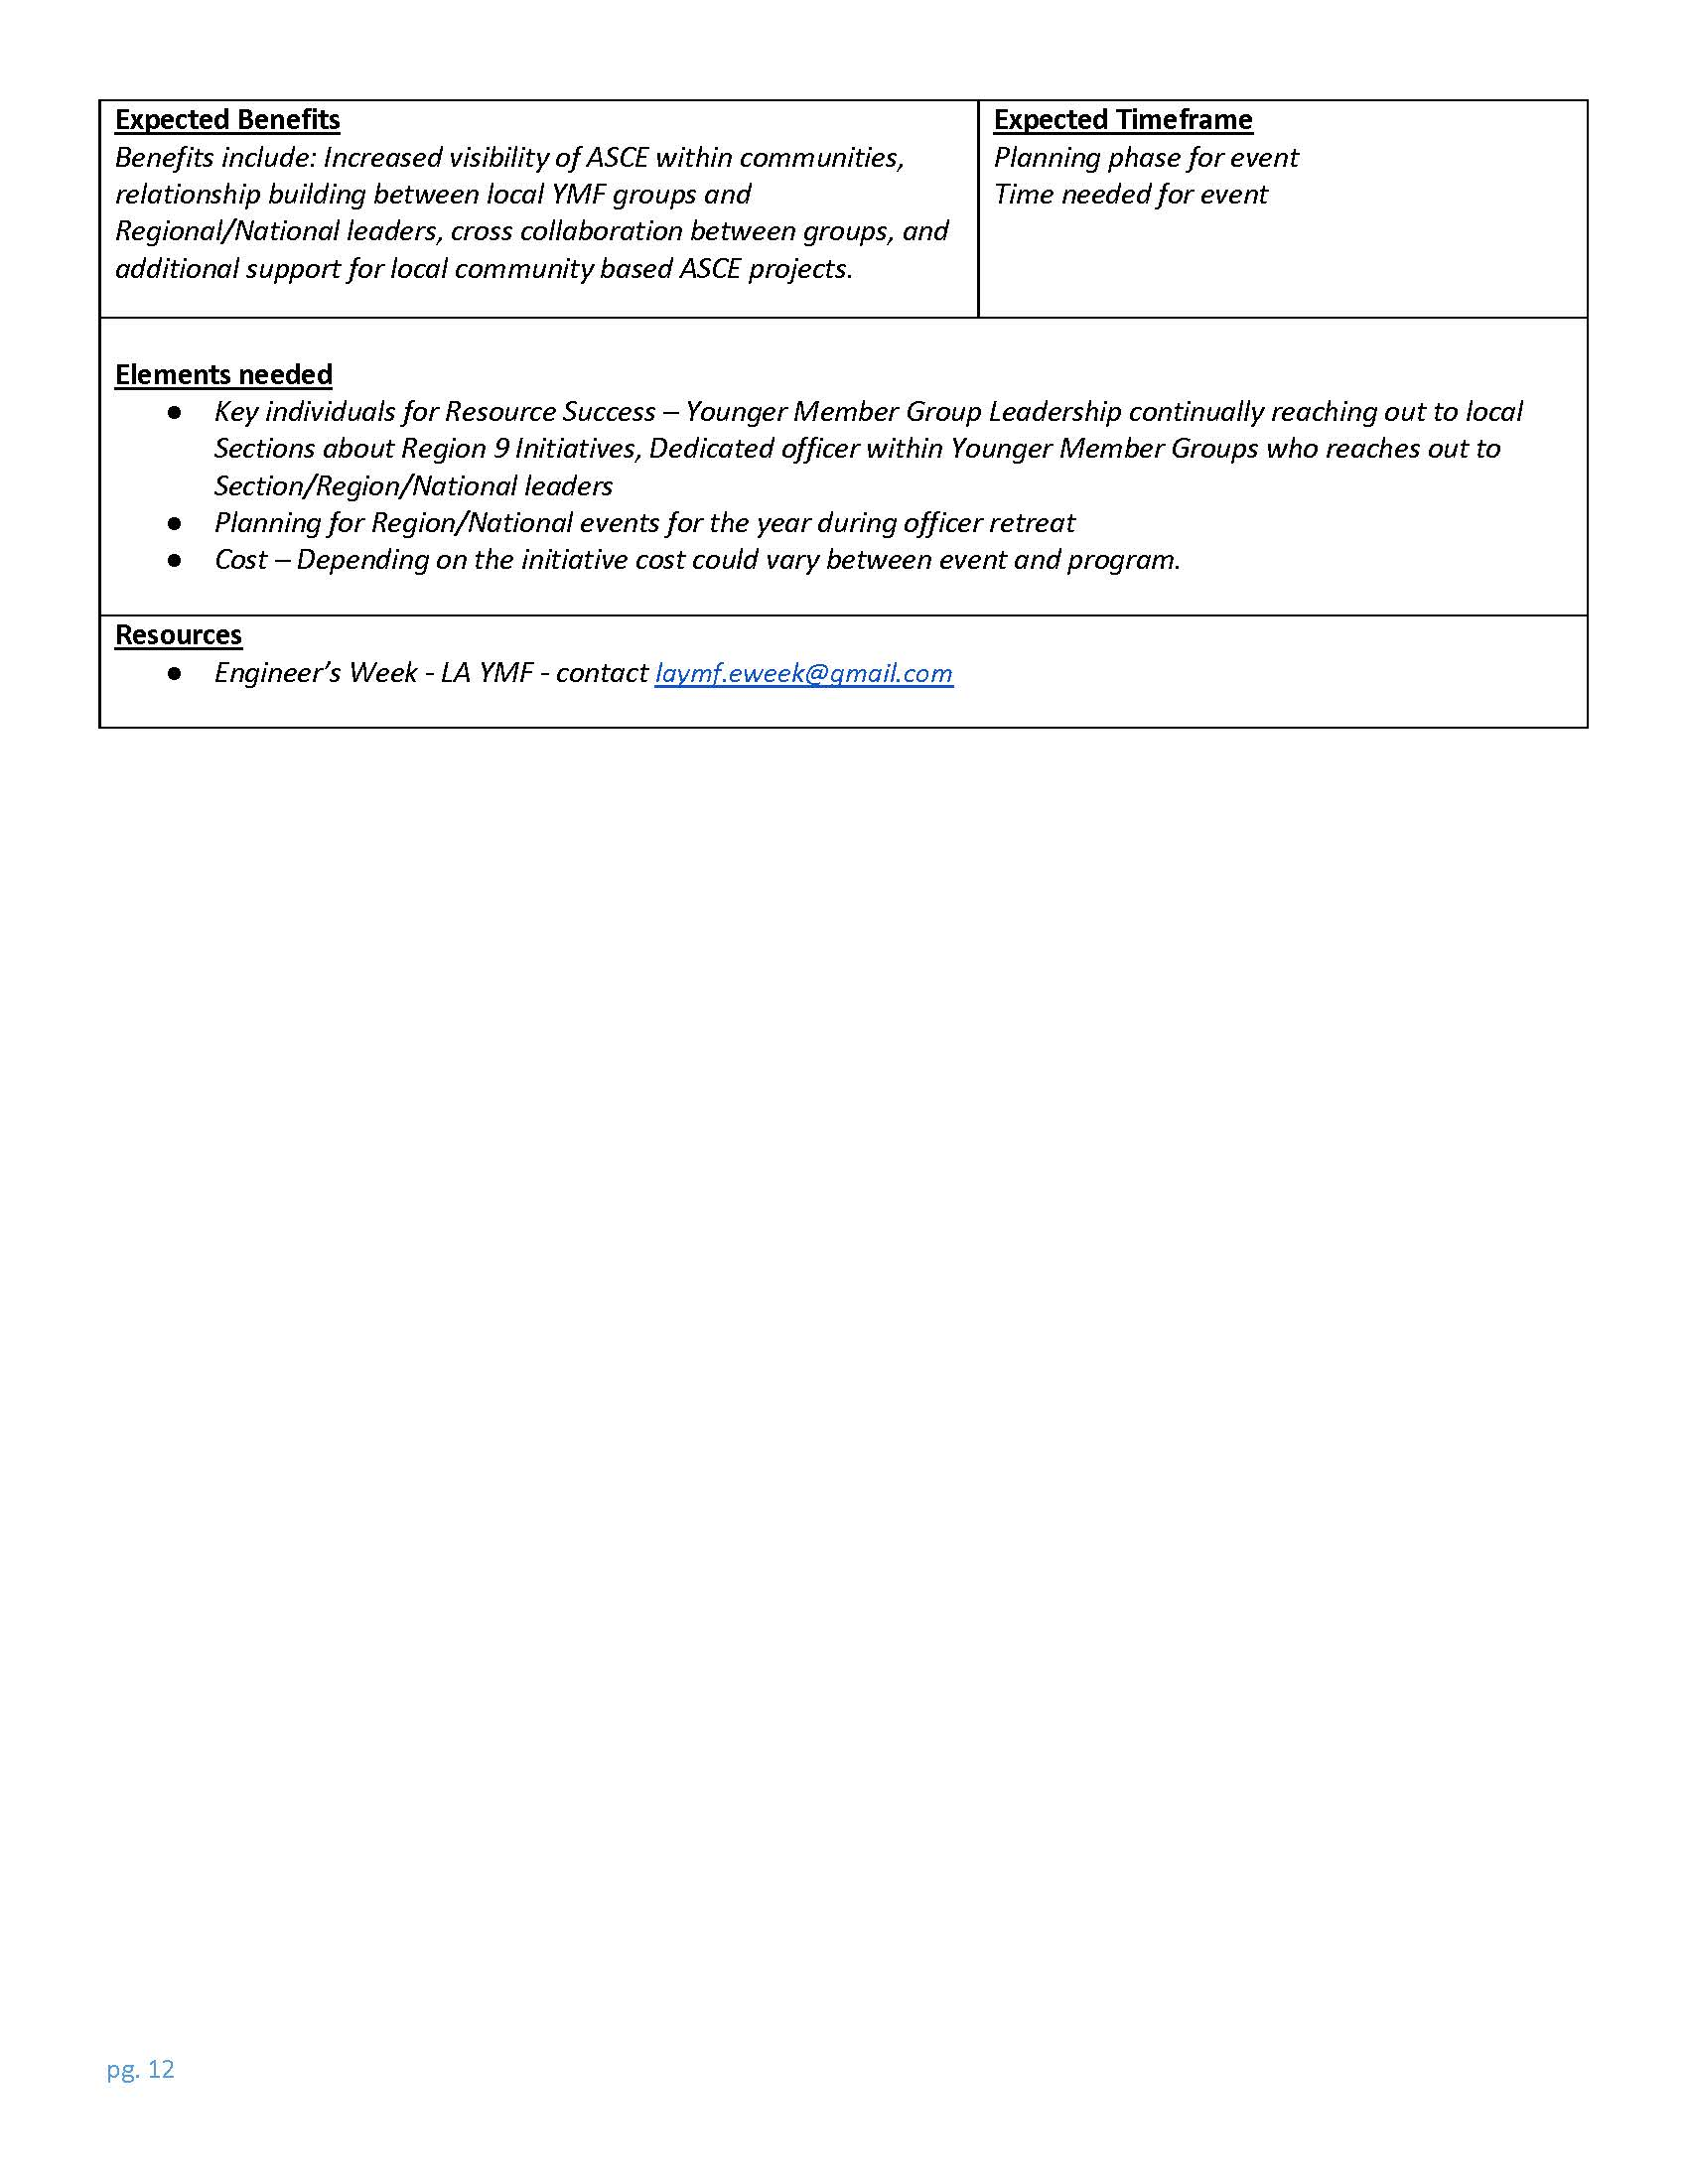 Expected Benefits
Benefits include: Increased visibility of ASCE within communities,
relationship building between local YMF groups and
Regional/National leaders, cross collaboration between groups, and
additional support for local community based ASCE projects.
Expected Timeframe
Planning phase for event
Time needed for event
Elements needed
● Key individuals for Resource Success – Younger Member Group Leadership continually reaching out to local
Sections about Region 9 Initiatives, Dedicated officer within Younger Member Groups who reaches out to
Section/Region/National leaders
● Planning for Region/National events for the year during officer retreat
● Cost – Depending on the initiative cost could vary between event and program.
Resources
● Engineer’s Week - LA YMF - contact laymf.eweek@gmail.com
pg. 12